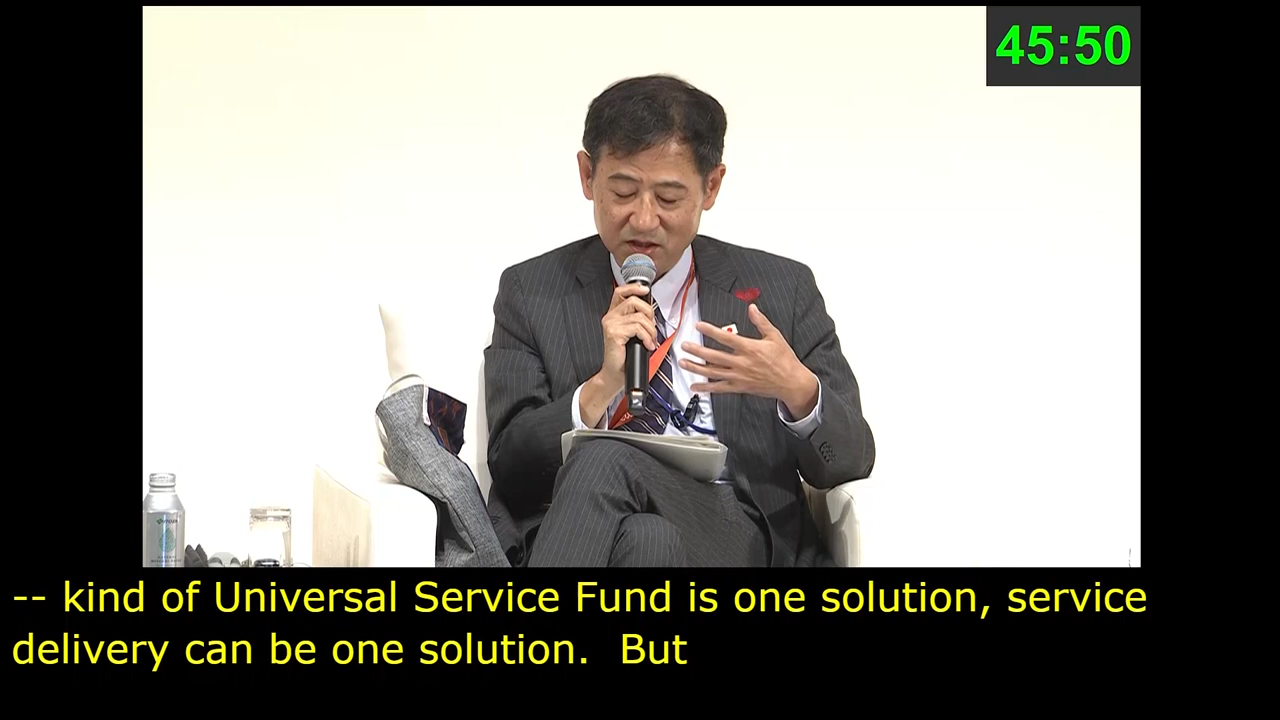 45:50
-- kind of Universal Service Fund is one solution, service
delivery can be one solution.  But